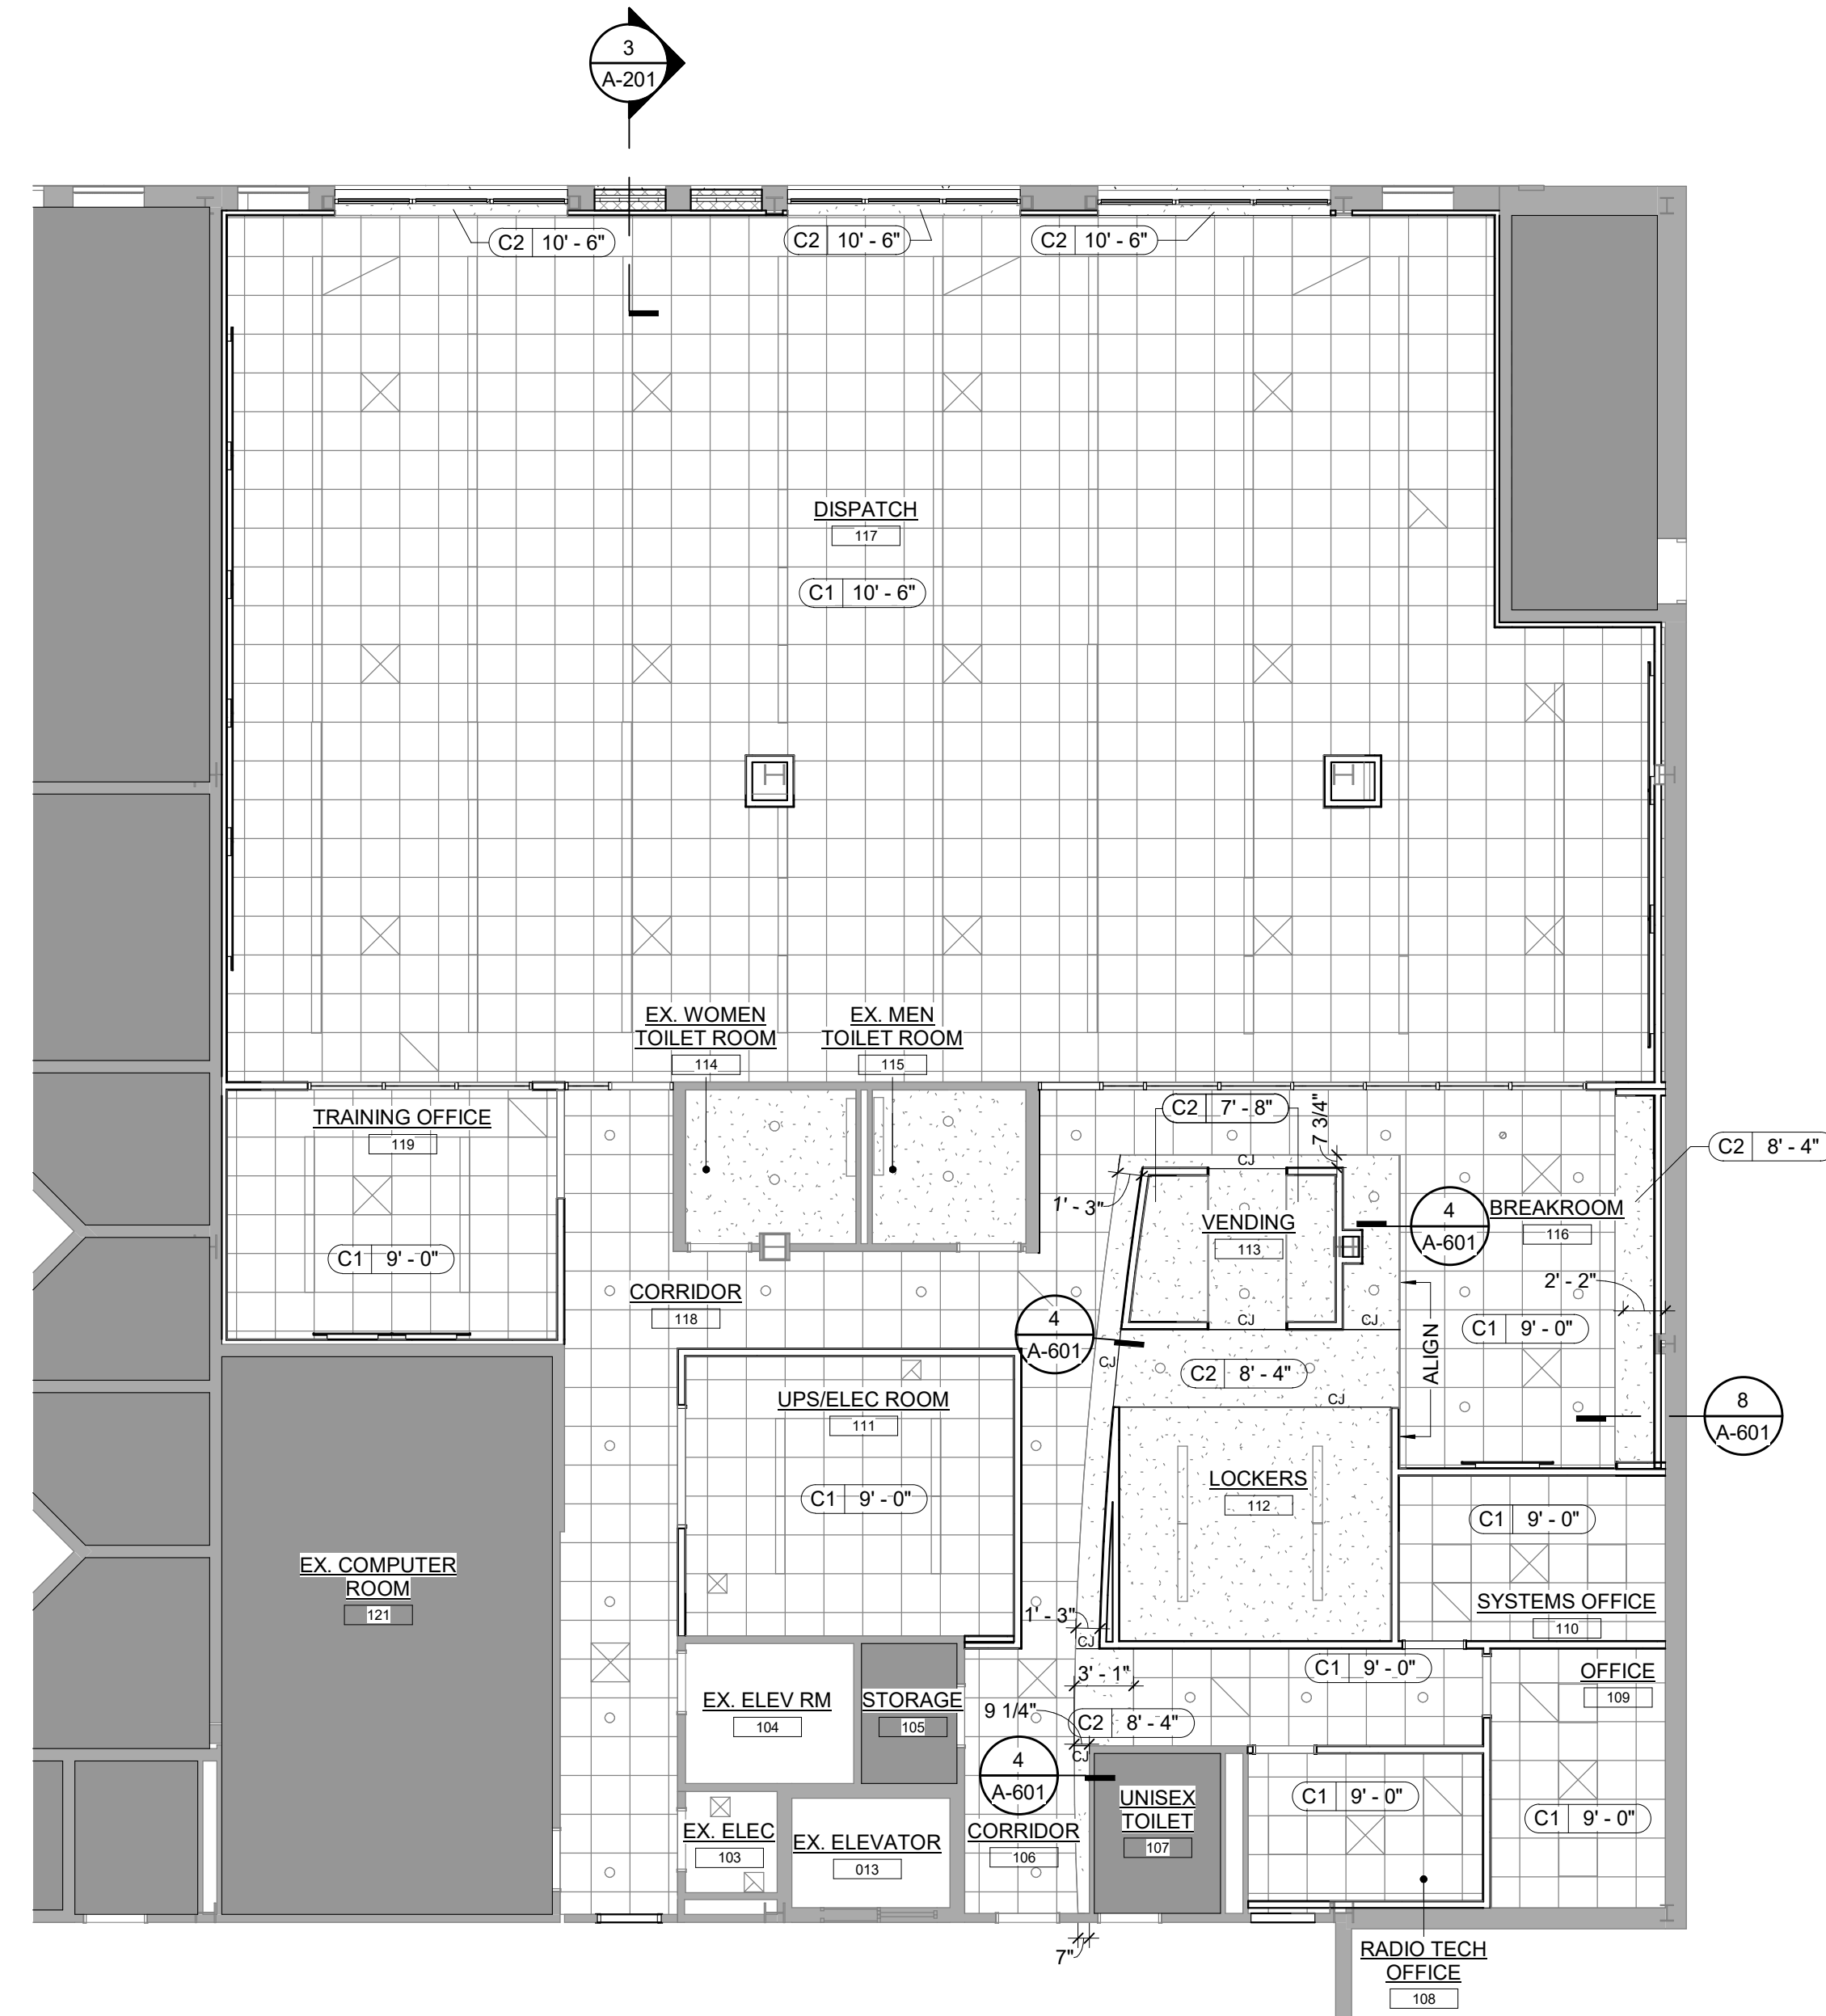 3
A-201
C2 10' - 6"
C2 10' - 6"
C2 10' - 6"
DISPATCH
117
C1 10' - 6"
EX. WOMEN
TOILET ROOM
114
EX. MEN
TOILET ROOM
115
TRAINING OFFICE
119
C1 9' - 0"
C2 7' - 8"
7 3/4"
CJ
C2 8' - 4"
1' - 3"
VENDING
113
4
A-601
BREAKROOM
116
2' - 2"
CORRIDOR
118
4
A-601
CJ
CJ
CJ
C1 9' - 0"
ALIGN
C2 8' - 4"
CJ
UPS/ELEC ROOM
111
8
A-601
C1 9' - 0"
LOCKERS
112
C1 9' - 0"
EX. COMPUTER
ROOM
121
SYSTEMS OFFICE
110
1' - 3"
CJ
C1 9' - 0"
OFFICE
109
3' - 1"
EX. ELEV RM
104
STORAGE
105
9 1/4"
C2 8' - 4"
CJ
4
A-601
UNISEX
TOILET
107
C1 9' - 0"
C1 9' - 0"
EX. ELEC
103
EX. ELEVATOR
013
CORRIDOR
106
7"
RADIO TECH
OFFICE
108